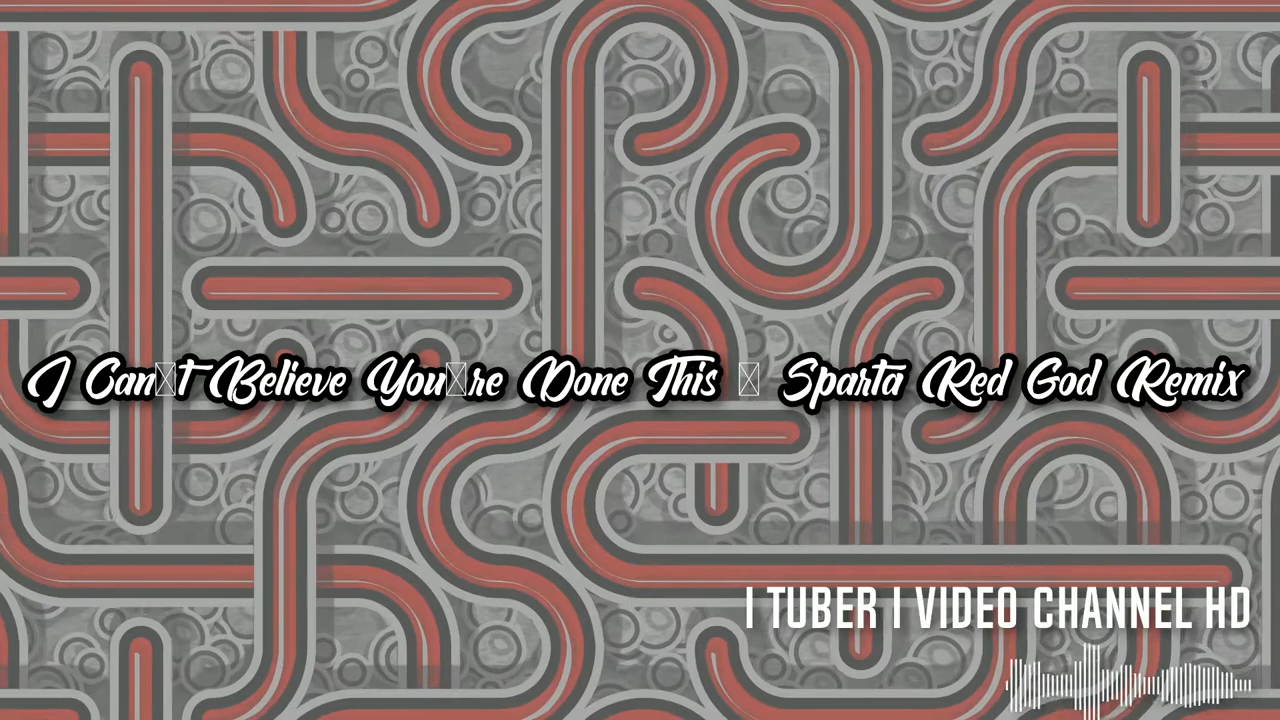 I Can□t Believe You□re Done This □ Sparta Red God Remix
I TUBER I VIDEO CHANNEL HD